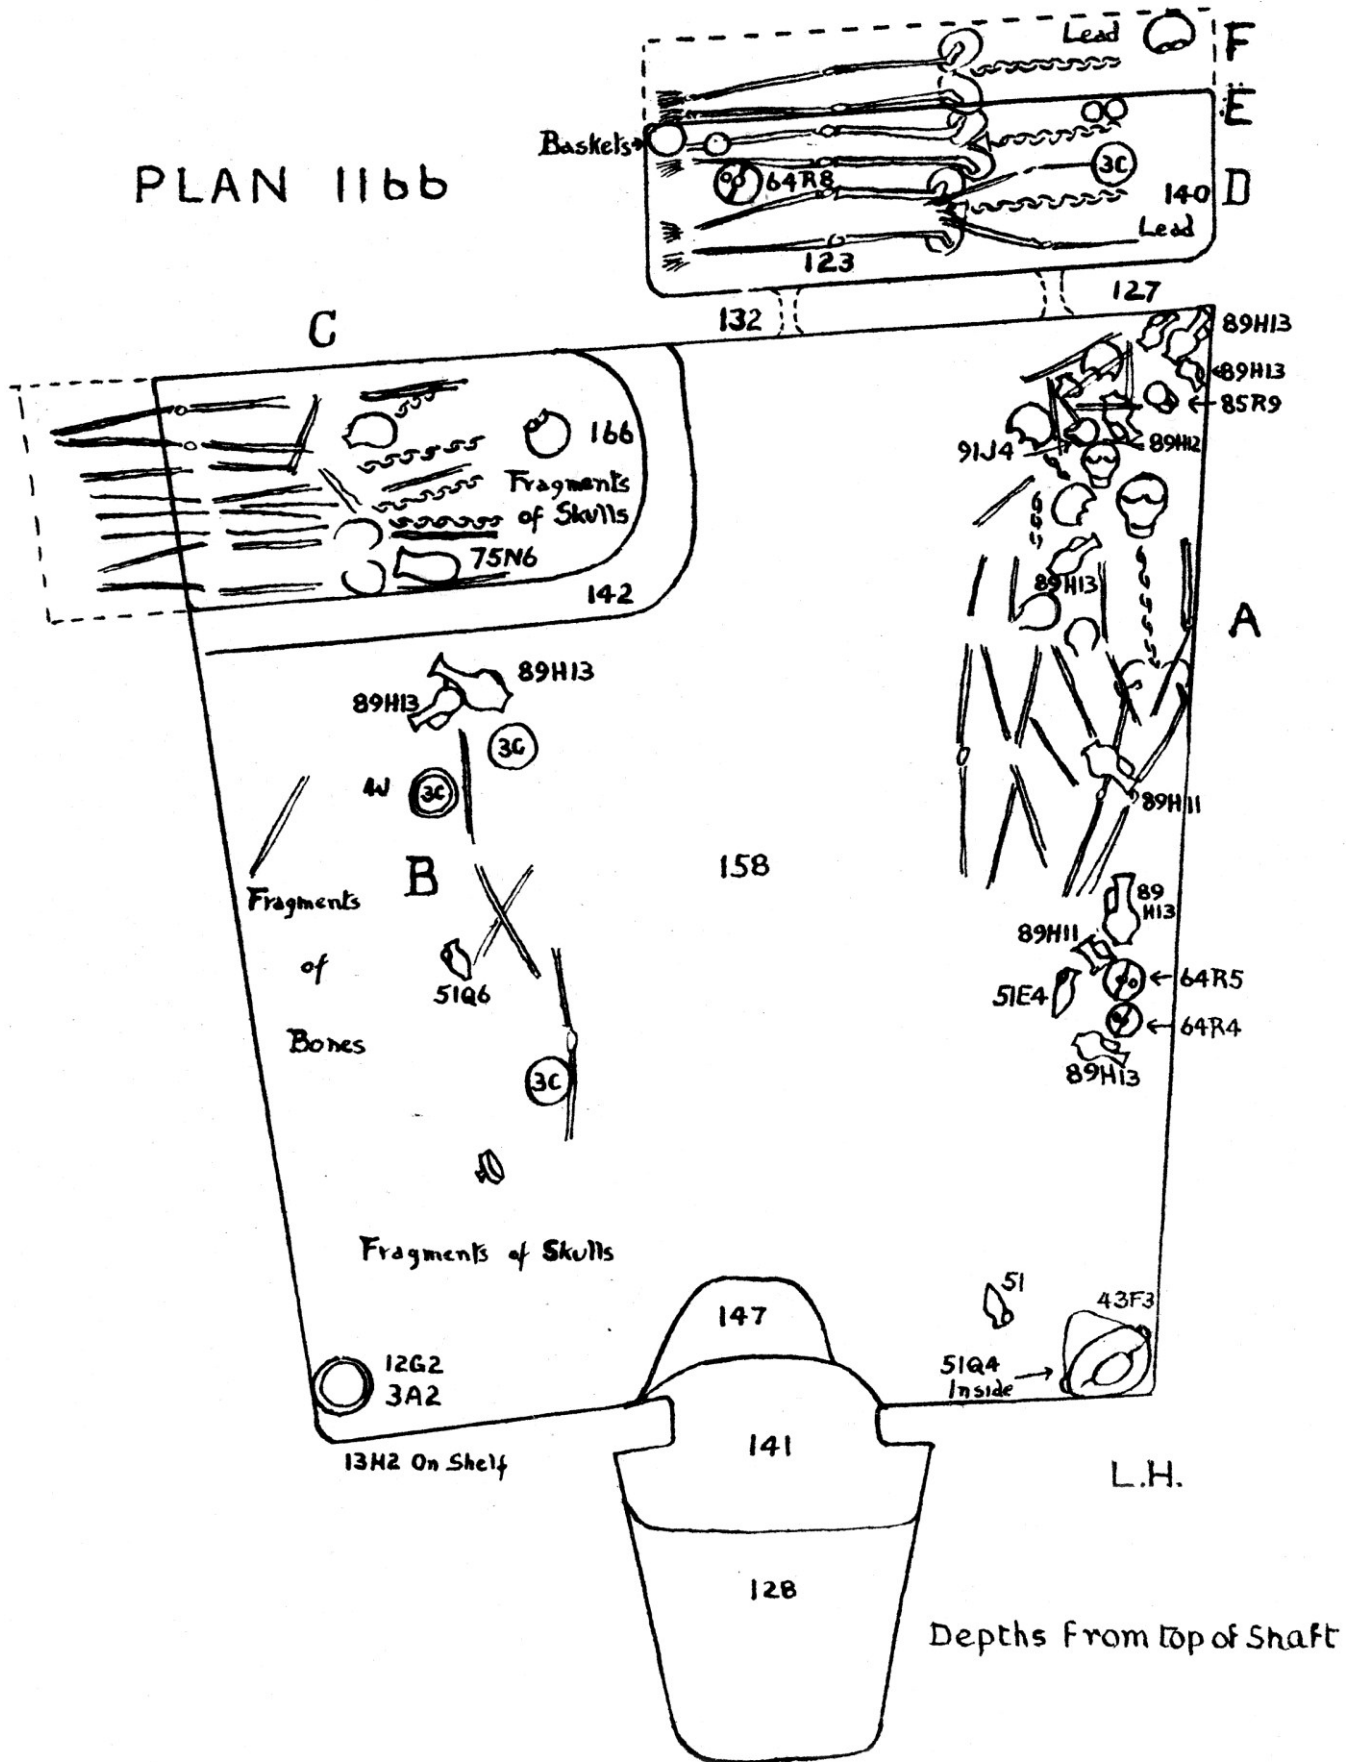 Lead
F
E
Baskets
PLAN 1166
64R8
3C
140
D
Lead
123
127
132
C
89H13
89H13
85R9
166
91J4
89H12
Fragments
of Skulls
75N6
89H13
142
A
89H13
89H13
3C
4J
3C
89H11
158
B
Fragments
89
H13
of
89H11
51Q6
51E4
64R5
Bones
64R4
3C
89H13
Fragments of Skulls
51
147
43F3
12G2
3A2
51Q4
Inside
141
13H2 On Shelf
L.H.
128
Depths from top of Shaft